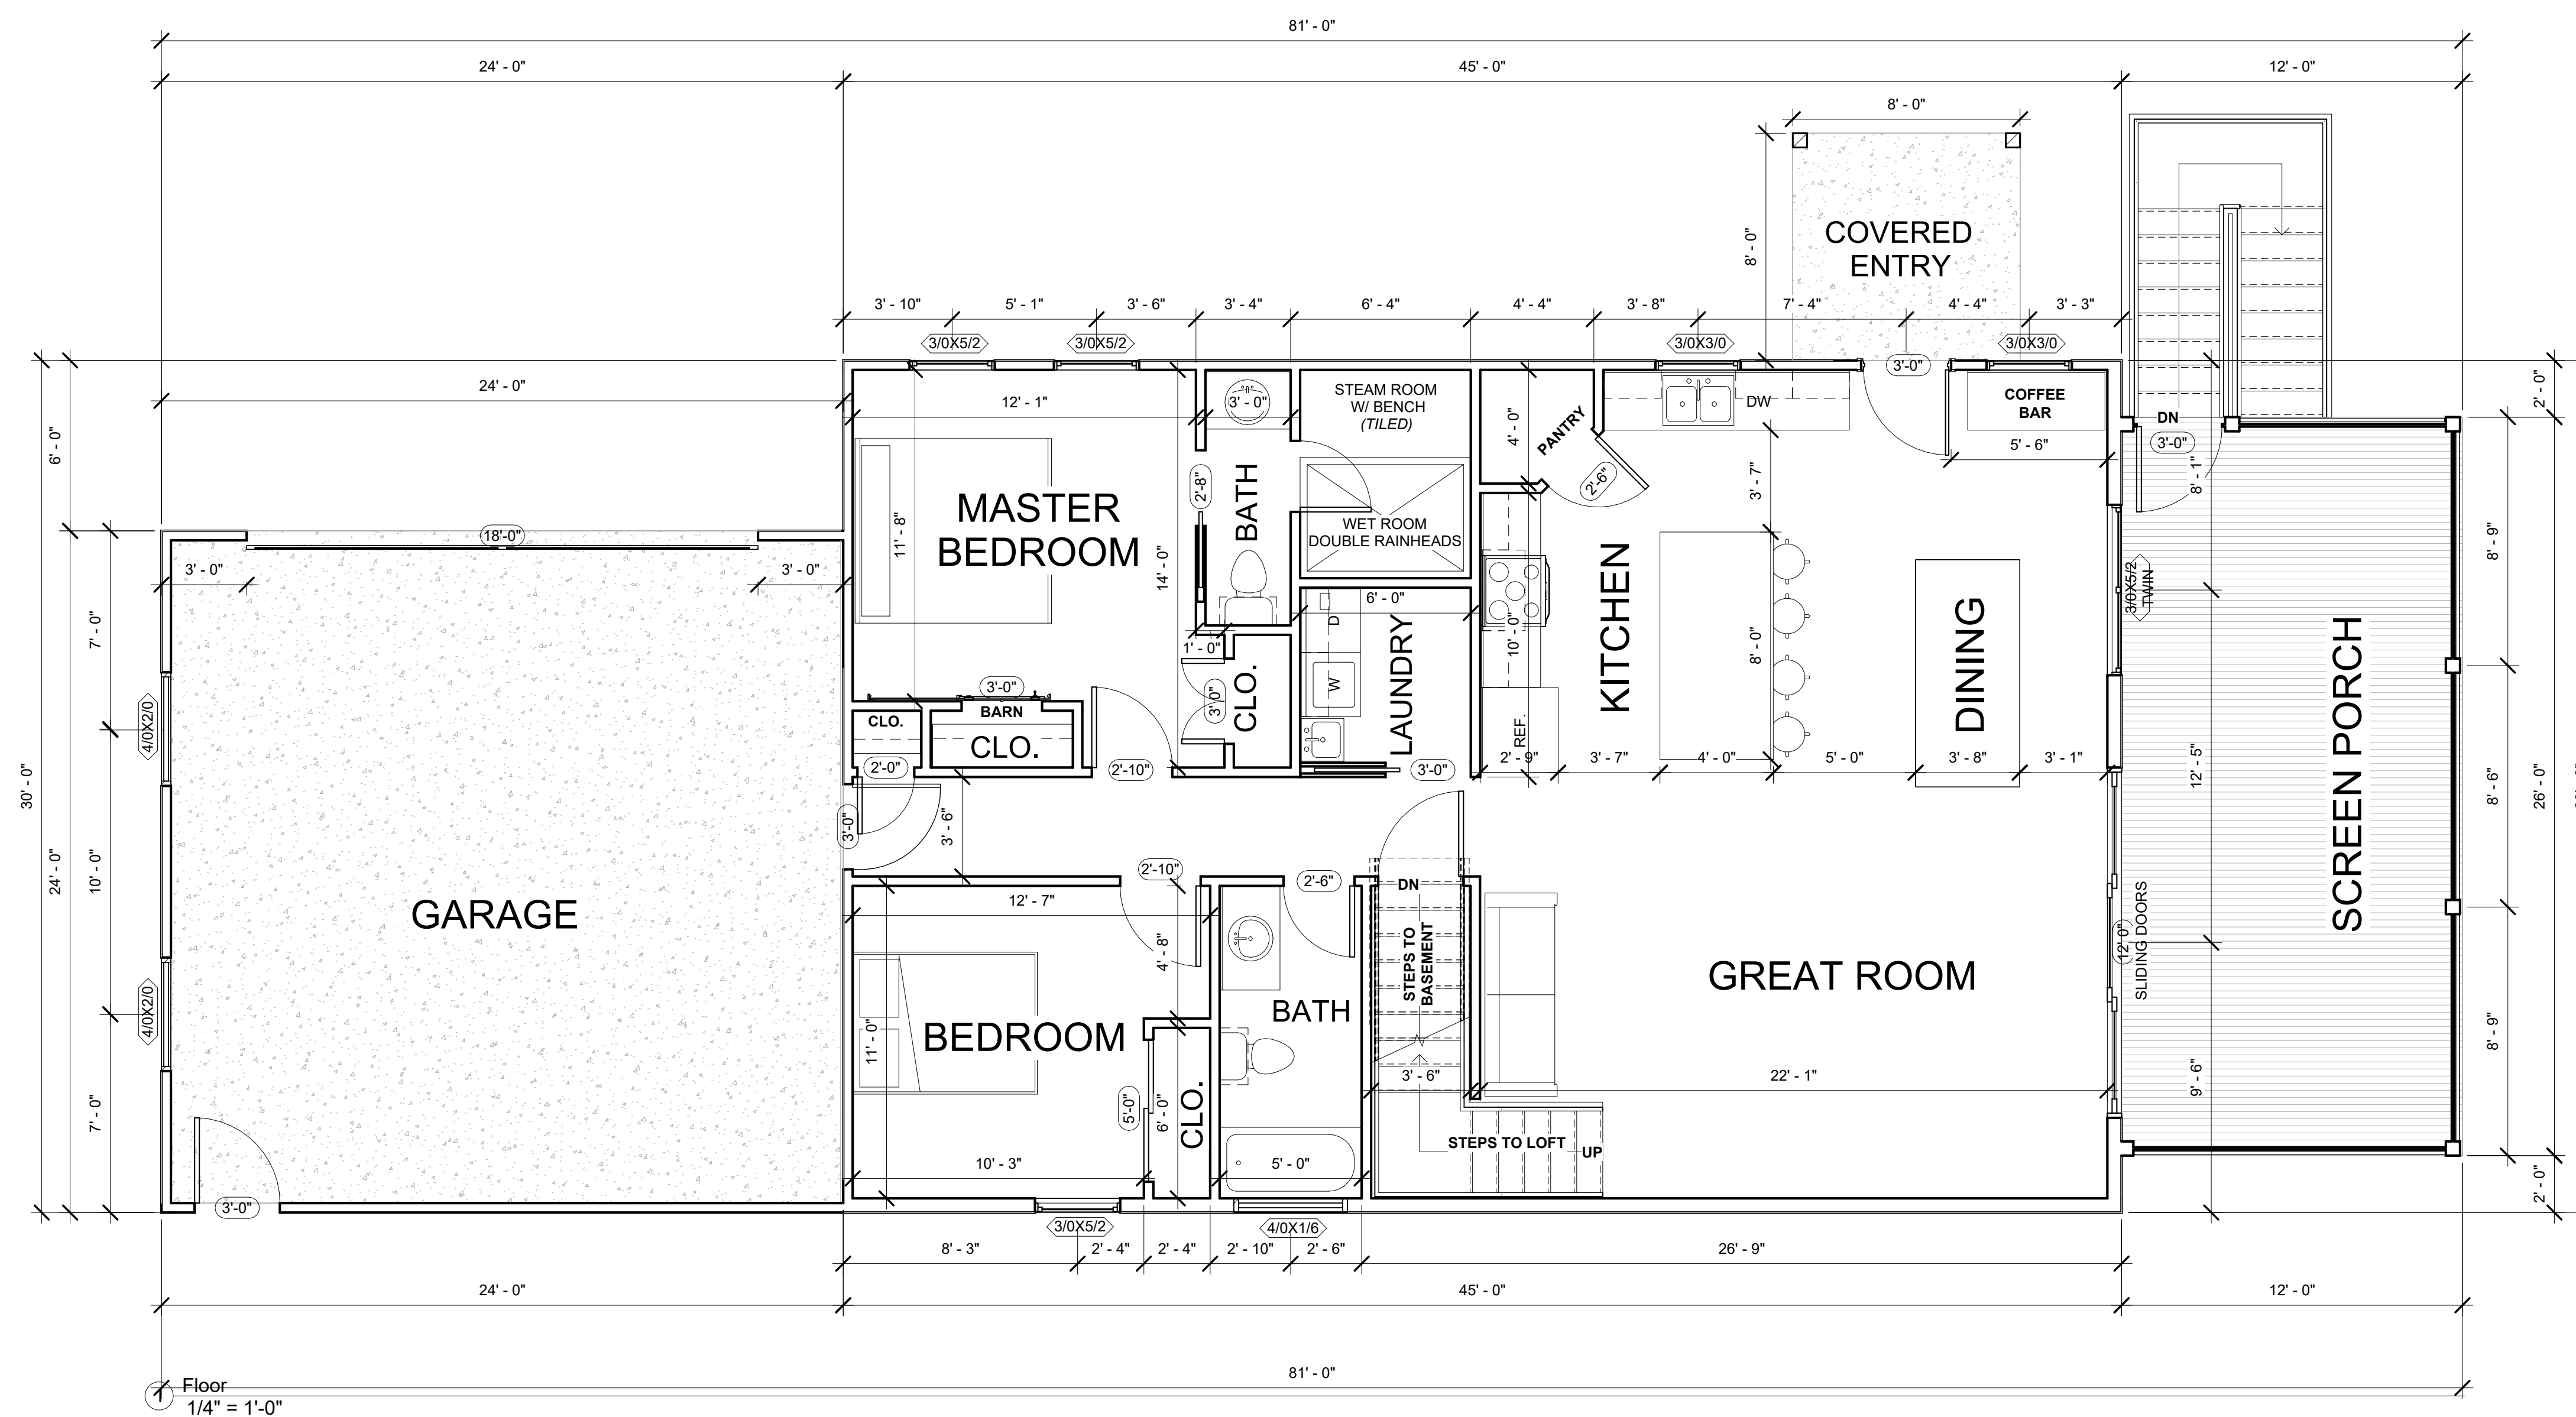 81' - 0"
24' - 0"
45' - 0"
12' - 0"
8' - 0"
8' - 0"
COVERED
ENTRY
3' - 10"
5' - 1"
3' - 6"
3' - 4"
6' - 4"
4' - 4"
3' - 8"
7' - 4"
4' - 4"
3' - 3"
3/0X5/2
3/0X5/2
3/0X3/0
3'-0"
3/0X3/0
24' - 0"
12' - 1"
3' - 0"
STEAM ROOM
W/ BENCH
(TILED)
4' - 0"
PANTRY
2'-6"
DW
3' - 7"
COFFEE
BAR
5' - 6"
DN
3'-0"
8' - 1"
2' - 0"
6' - 0"
30' - 0"
24' - 0"
18'-0"
3' - 0"
3' - 0"
7' - 0"
10' - 0"
7' - 0"
4/0X2/0
4/0X2/0
GARAGE
3'-0"
MASTER
BEDROOM
11' - 8"
14' - 0"
2'-8"
BATH
WET ROOM
DOUBLE RAINHEADS
6' - 0"
D
W
LAUNDRY
1' - 0"
3'-0"
CLO.
3'-0"
BARN
CLO.
CLO.
2'-0"
2'-10"
3'-0"
10' - 0"
REF.
KITCHEN
8' - 0"
DINING
2' - 9"
3' - 7"
4' - 0"
5' - 0"
3' - 8"
3' - 1"
3/0X5/2
TWIN
12' - 5"
SCREEN PORCH
8' - 9"
8' - 6"
8' - 9"
26' - 0"
2' - 0"
3'-0"
3' - 6"
2'-10"
2'-6"
12' - 7"
4' - 8"
BEDROOM
11' - 0"
10' - 3"
5'-0"
6' - 0"
CLO.
BATH
5' - 0"
DN
STEPS TO
BASEMENT
3' - 6"
STEPS TO LOFT
UP
GREAT ROOM
22' - 1"
12' 0"
SLIDING DOORS
9' - 6"
3/0X5/2
4/0X1/6
8' - 3"
2' - 4"
2' - 4"
2' - 10"
2' - 6"
26' - 9"
24' - 0"
45' - 0"
12' - 0"
81' - 0"
1
Floor
1/4" = 1'-0"